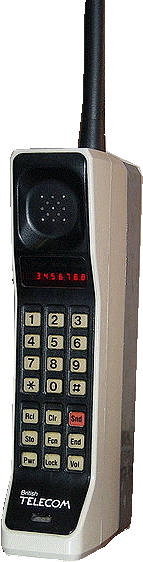 3456788
1 2 3
4 5 6
7 8 9
* 0 #
Rcl Clr Snd
Sto Fcn End
Pwr Lock Vol
British
TELECOM